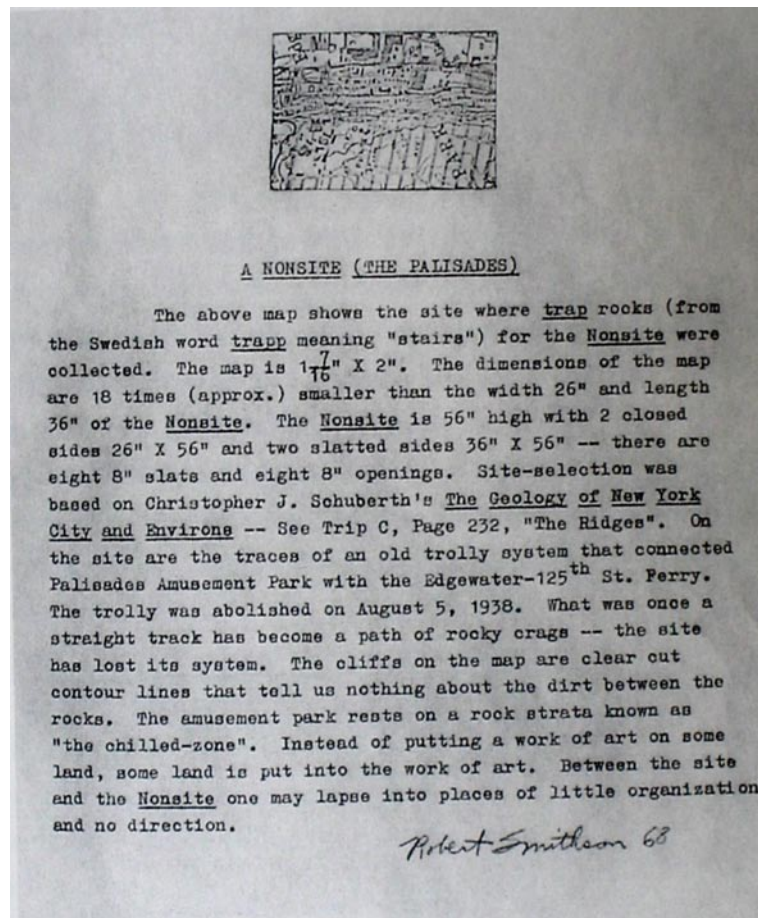 A NONSITE (THE PALISADES)
The above map shows the site where trap rocks (from
the Swedish word trapp meaning "stairs") for the Nonsite were
collected. The map is 1 7/16" X 2". The dimensions of the map
are 18 times (approx.) smaller than the width 26" and length
36" of the Nonsite. The Nonsite is 56" high with 2 closed
sides 26" X 56" and two slatted sides 36" X 56" -- there are
eight 8" slats and eight 8" openings. Site-selection was
based on Christopher J. Schuberth's The Geology of New York
City and Environs -- See Trip C, Page 232, "The Ridges". On
the site are the traces of an old trolly system that connected
Palisades Amusement Park with the Edgewater-125th St. Ferry.
The trolly was abolished on August 5, 1938. What was once a
straight track has become a path of rocky crags -- the site
has lost its system. The cliffs on the map are clear cut
contour lines that tell us nothing about the dirt between the
rocks. The amusement park rests on a rock strata known as
"the chilled-zone". Instead of putting a work of art on some
land, some land is put into the work of art. Between the site
and the Nonsite one may lapse into places of little organization
and no direction.
Robert Smithson 68